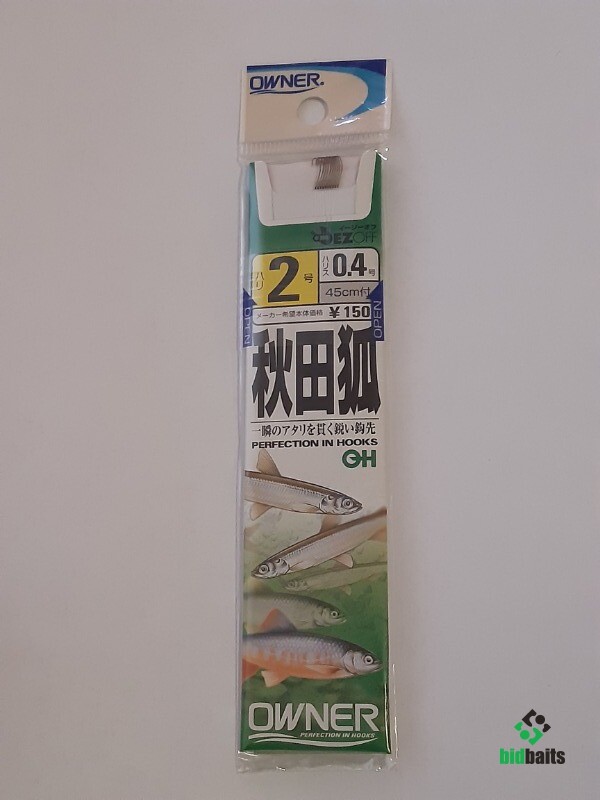 OWNER®
イージーオフ
EZOFF
ハリ 2 号
ハリス 0.4 号
45cm付
メーカー希望本体価格 ￥150
OPEN
OPEN
秋田狐
一瞬のアタリを貫く鋭い鈎先
PERFECTION IN HOOKS
OH
OWNER
PERFECTION IN HOOKS
bidbaits